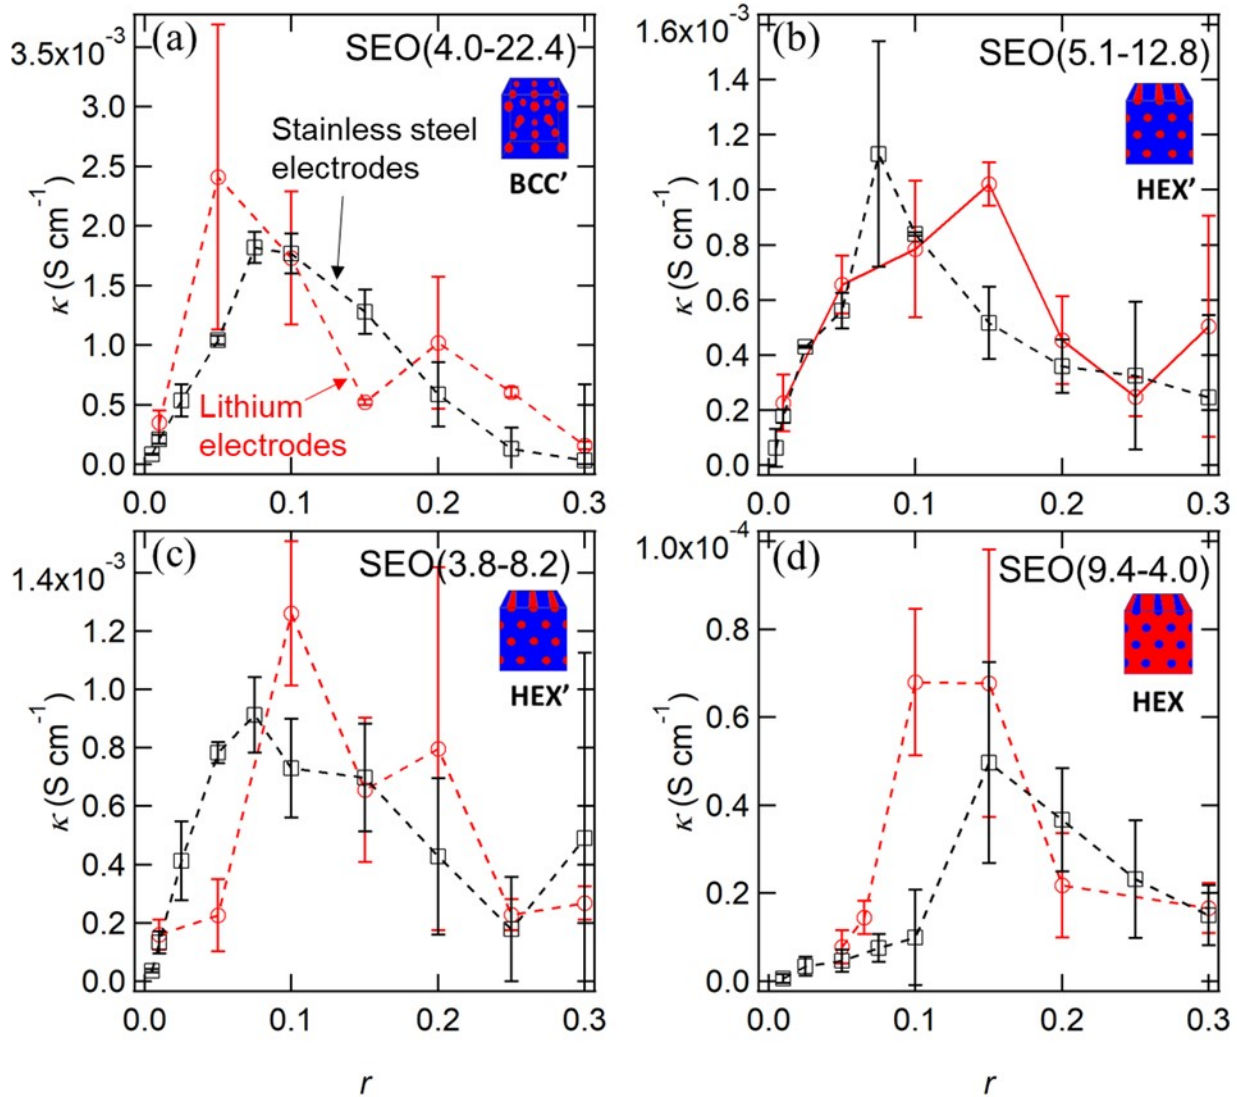 (a)
SEO(4.0-22.4)
3.5x10⁻³
3.0
2.5
2.0
1.5
1.0
0.5
0.0
κ (S cm⁻¹)
Stainless steel
electrodes
BCC’
Lithium
electrodes
0.0 0.1 0.2 0.3
(b)
SEO(5.1-12.8)
1.6x10⁻³
1.4
1.2
1.0
0.8
0.6
0.4
0.2
0.0
κ (S cm⁻¹)
HEX’
0.0 0.1 0.2 0.3
(c)
SEO(3.8-8.2)
1.4x10⁻³
1.2
1.0
0.8
0.6
0.4
0.2
0.0
κ (S cm⁻¹)
HEX’
0.0 0.1 0.2 0.3
r
(d)
SEO(9.4-4.0)
1.0x10⁻⁴
0.8
0.6
0.4
0.2
0.0
κ (S cm⁻¹)
HEX
0.0 0.1 0.2 0.3
r